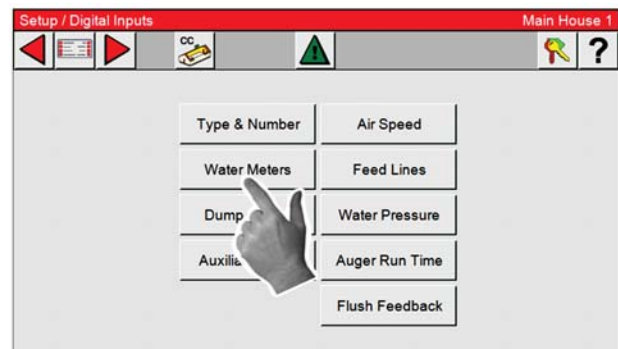 Setup / Digital Inputs Main House 1
CC
?
Type & Number Air Speed
Water Meters Feed Lines
Dump Water Pressure
Auger Run Time
Flush Feedback